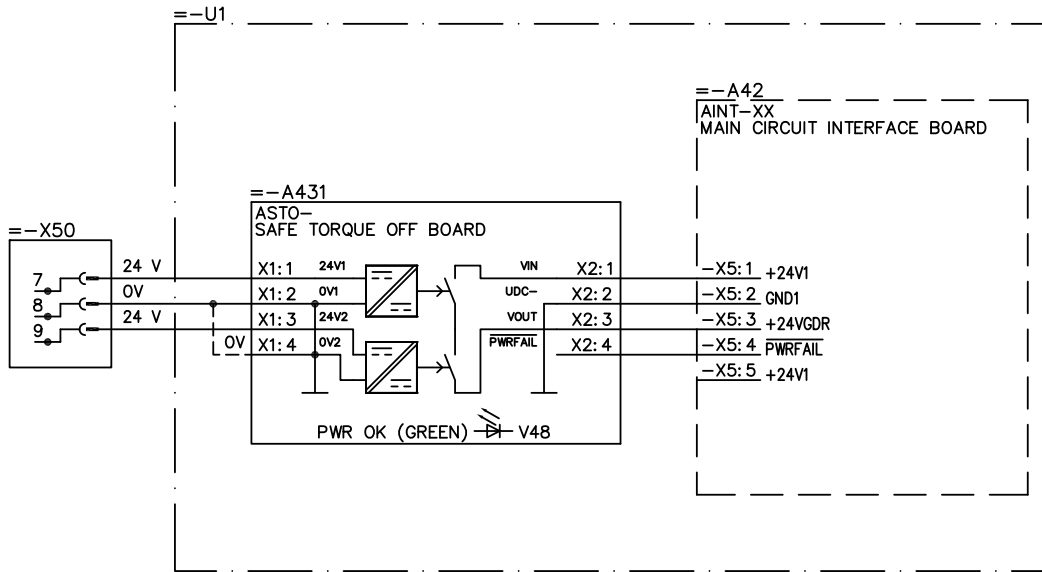 =-U1
=-A42
AINT-XX
MAIN CIRCUIT INTERFACE BOARD
=-A431
ASTO-
SAFE TORQUE OFF BOARD
=-X50
7 24 V X1:1 24V1 VIN X2:1 -X5:1 +24V1
8 0V X1:2 0V1 UDC- X2:2 -X5:2 GND1
9 24 V X1:3 24V2 VOUT X2:3 -X5:3 +24VGDR
0V X1:4 0V2 PWRFAIL X2:4 -X5:4 PWRFAIL
-X5:5 +24V1
PWR OK (GREEN) V48